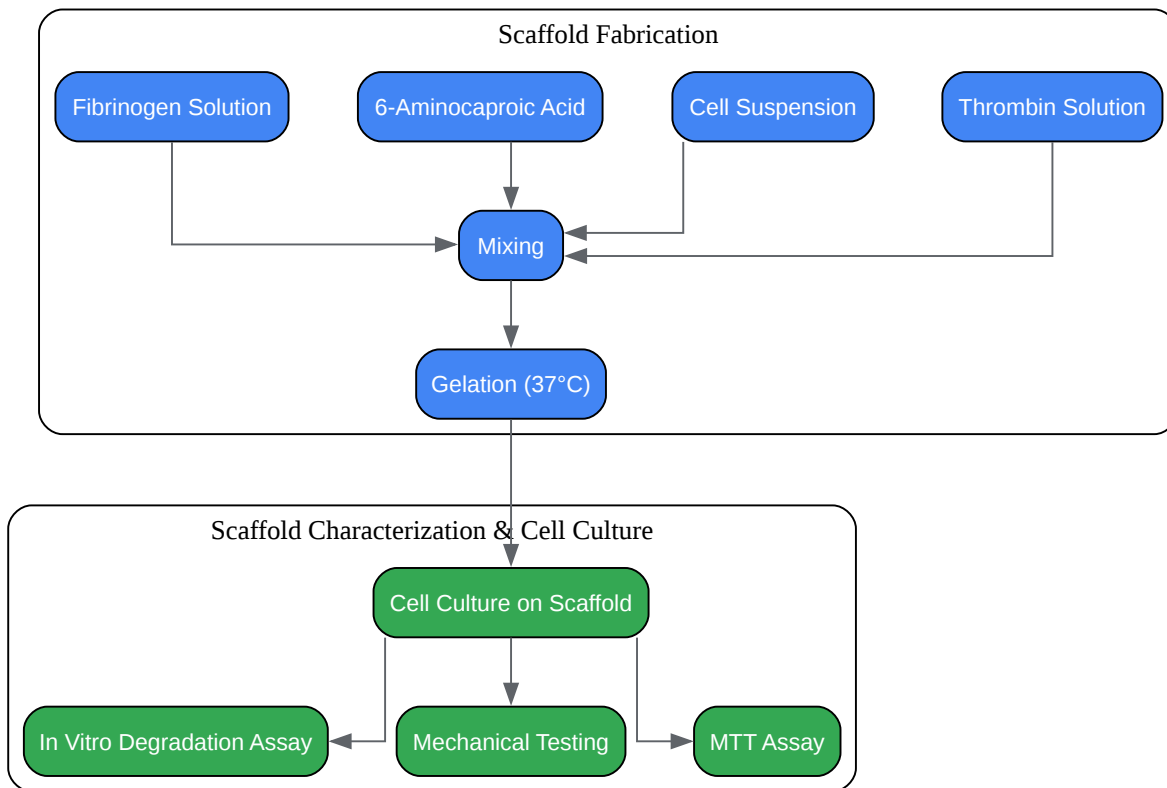 Scaffold Fabrication
Fibrinogen Solution
6-Aminocaproic Acid
Cell Suspension
Thrombin Solution
Mixing
Gelation (37°C)
Scaffold Characterization & Cell Culture
Cell Culture on Scaffold
In Vitro Degradation Assay
Mechanical Testing
MTT Assay